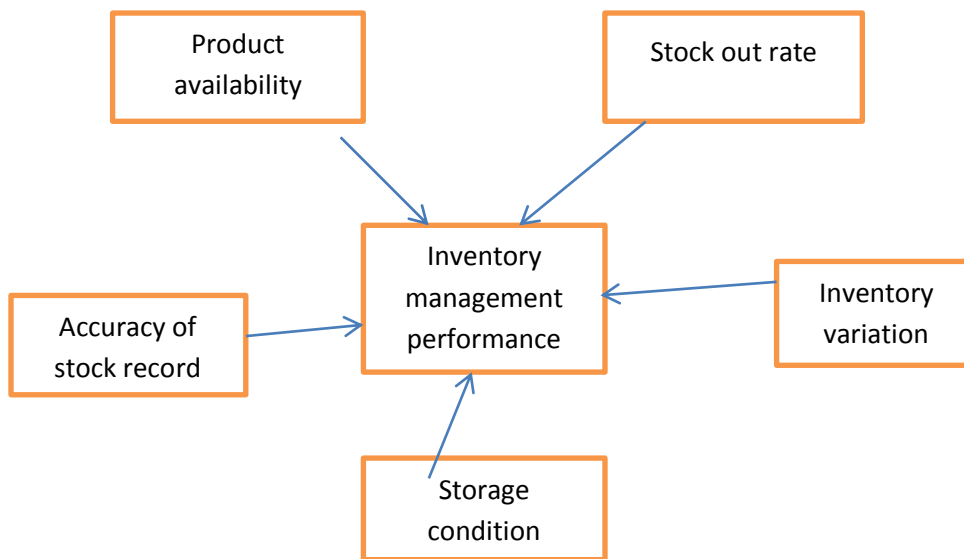 Product
availability
Stock out rate
Inventory
management
performance
Inventory
variation
Accuracy of
stock record
Storage
condition